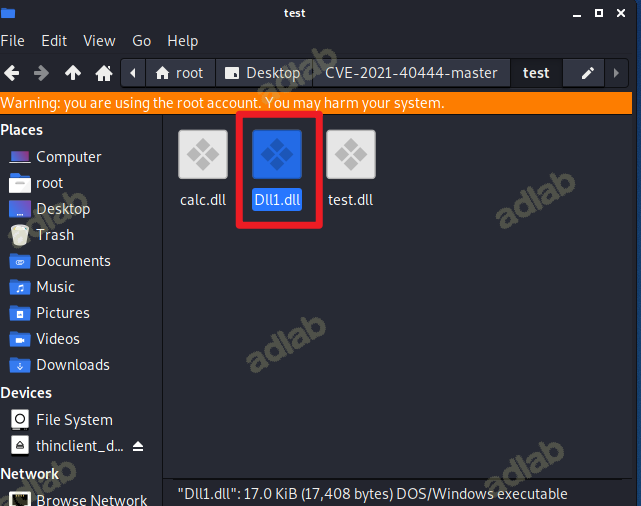 test
File Edit View Go Help
root Desktop CVE-2021-40444-master test
Warning: you are using the root account. You may harm your system.
Places
Computer
root
Desktop
Trash
Documents
Music
Pictures
Videos
Downloads
Devices
File System
thinclient_d...
Network
Browse Network
calc.dll Dll1.dll test.dll
"Dll1.dll": 17.0 KiB (17,408 bytes) DOS/Windows executable
adlab
adlab
adlab
adlab
adlab